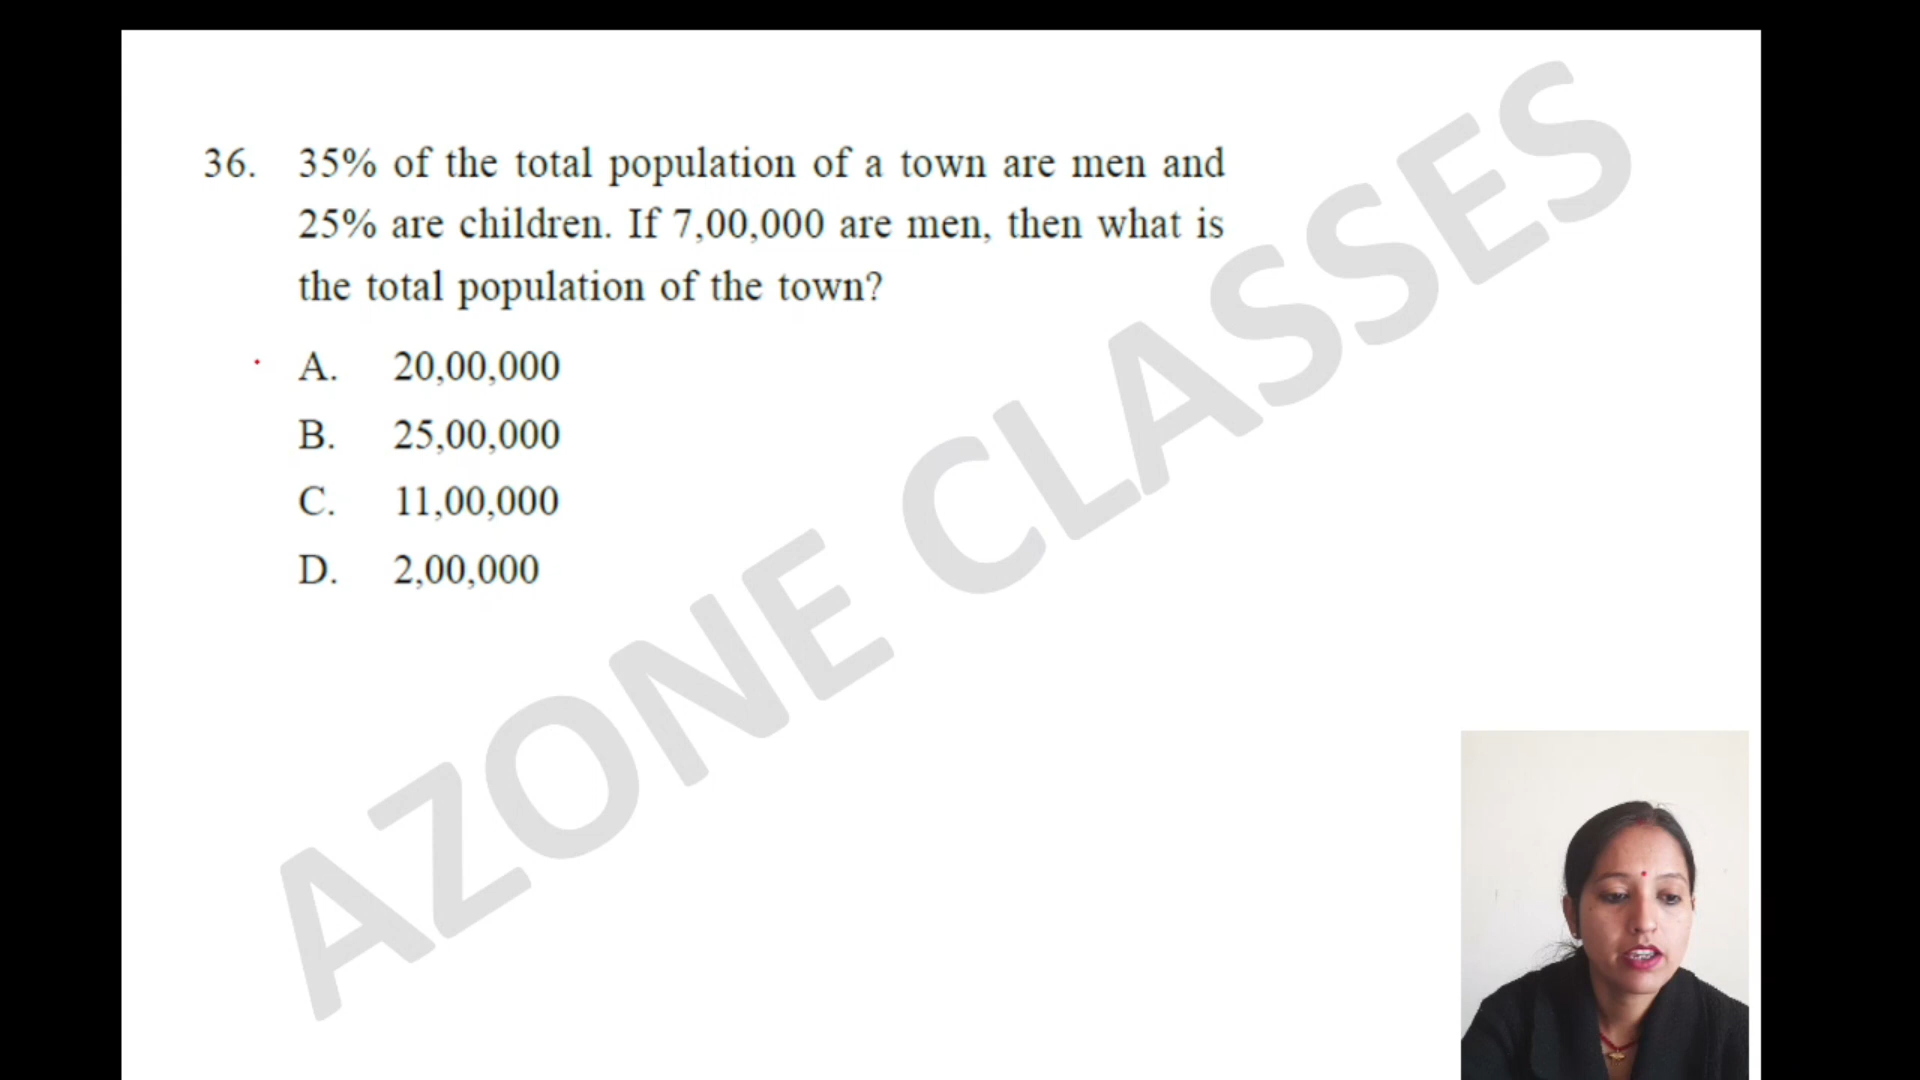 36. 35% of the total population of a town are men and
25% are children. If 7,00,000 are men, then what is
the total population of the town?
A. 20,00,000
B. 25,00,000
C. 11,00,000
D. 2,00,000
AZONE CLASSES